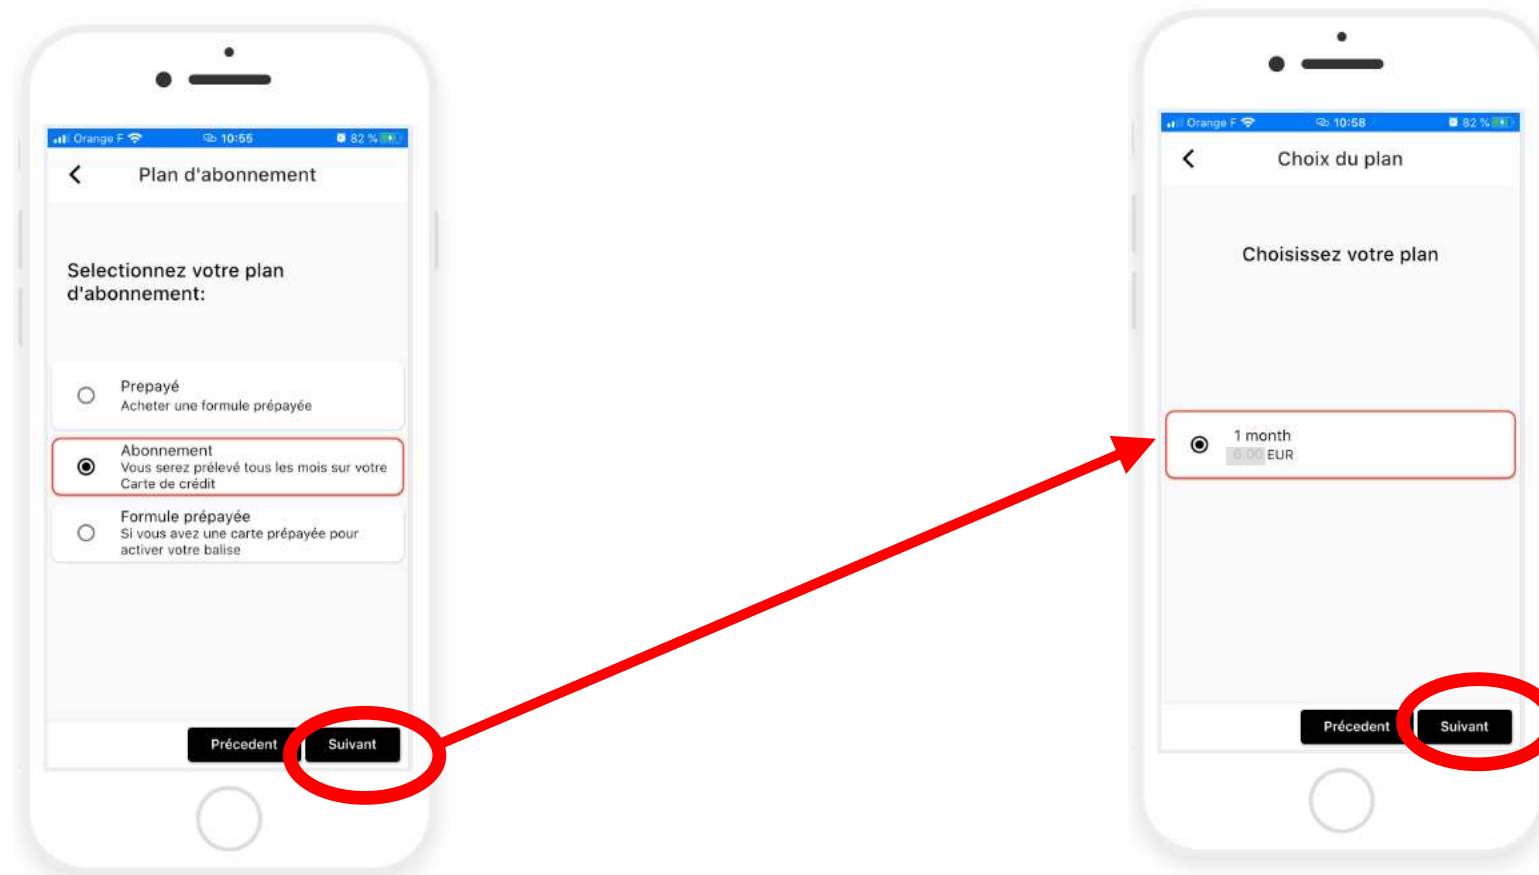 Orange F 10:55 82 %
Plan d'abonnement
Selectionnez votre plan
d'abonnement:
Prepayé
Acheter une formule prépayée
Abonnement
Vous serez prélevé tous les mois sur votre
Carte de crédit
Formule prépayée
Si vous avez une carte prépayée pour
activer votre balise
Précedent Suivant
Orange F 10:58 82 %
Choix du plan
Choisissez votre plan
1 month
6.00 EUR
Précedent Suivant